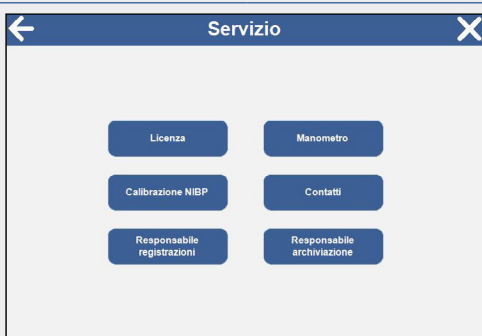 Servizio
Licenza
Manometro
Calibrazione NIBP
Contatti
Responsabile
registrazioni
Responsabile
archiviazione